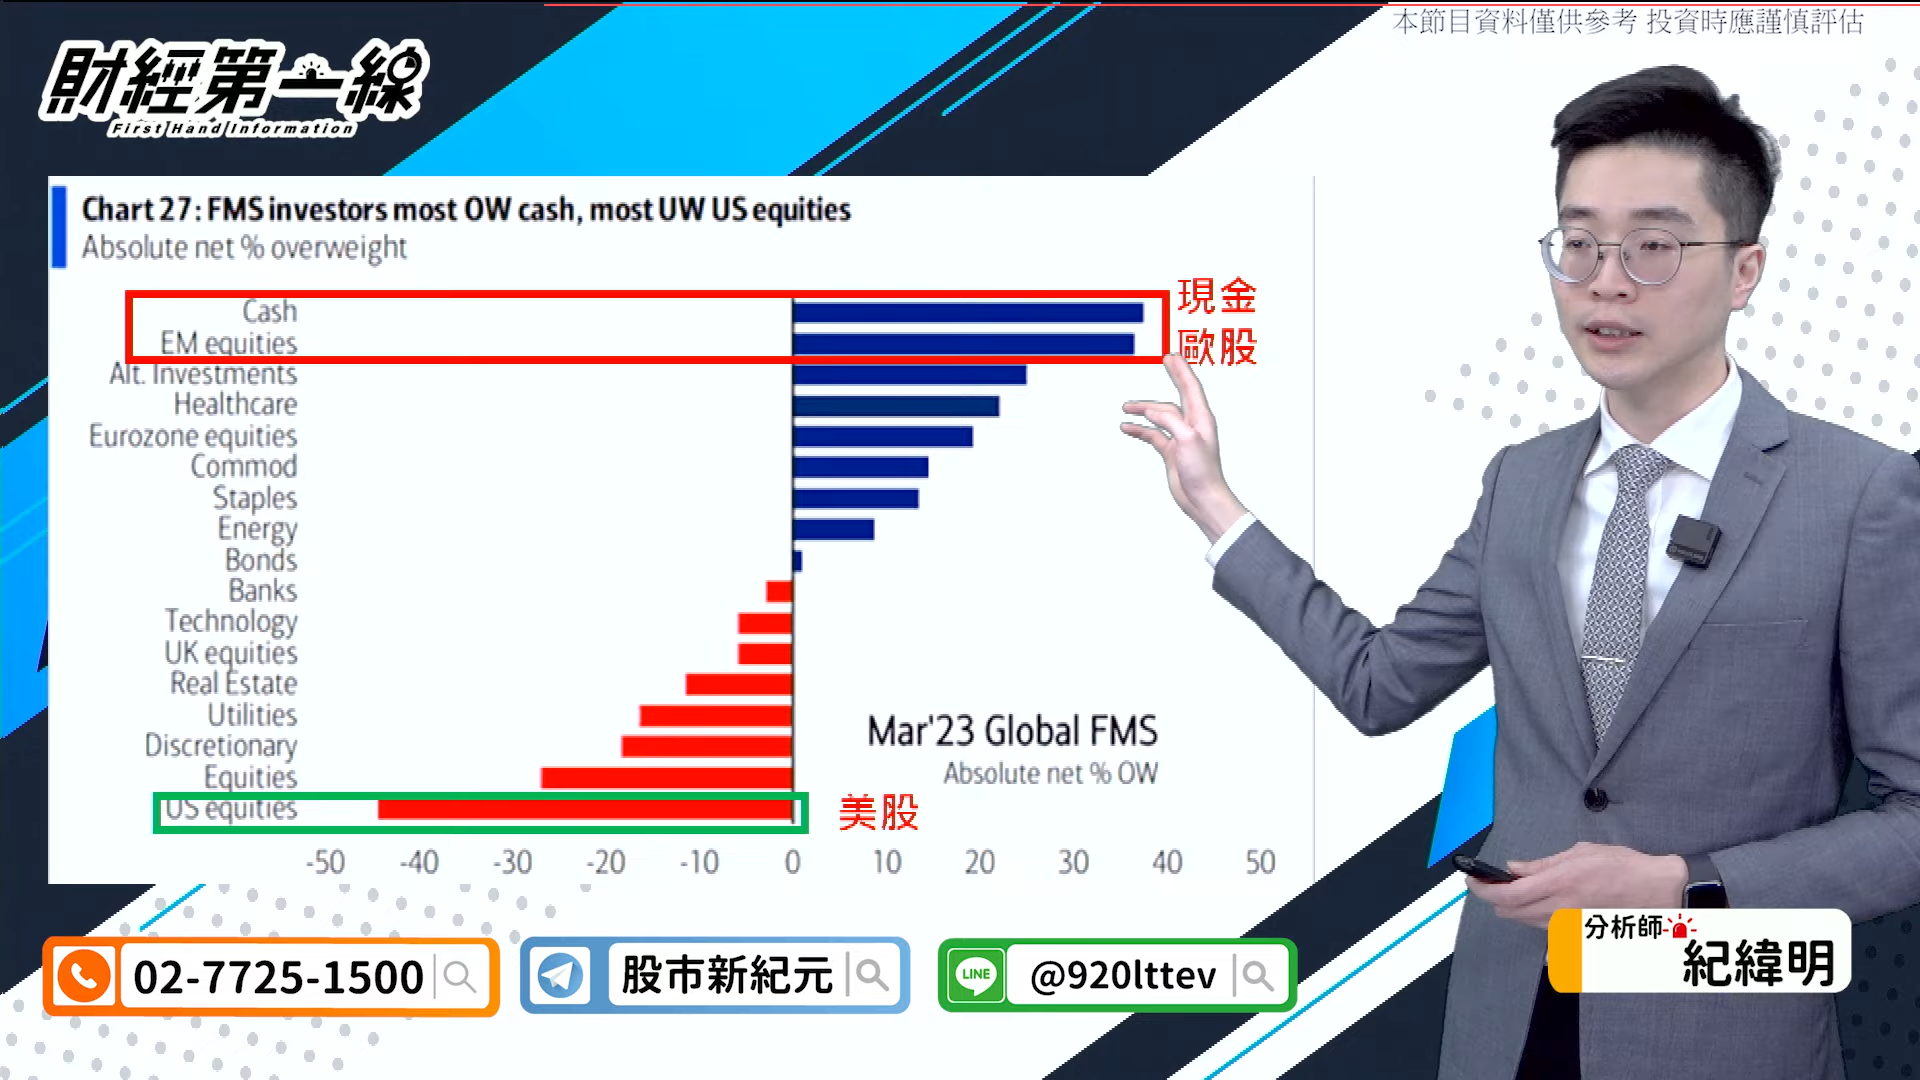 本節目資料僅供參考 投資時應謹慎評估
財經第一線
First Hand Information
Chart 27: FMS investors most OW cash, most UW US equities
Absolute net % overweight
Cash
現金
EM equities
歐股
Alt. Investments
Healthcare
Eurozone equities
Commod
Staples
Energy
Bonds
Banks
Technology
UK equities
Real Estate
Utilities
Discretionary
Equities
US equities
美股
Mar'23 Global FMS
Absolute net % OW
-50 -40 -30 -20 -10 0 10 20 30 40 50
02-7725-1500
股市新紀元
LINE
@920lttev
分析師
紀緯明